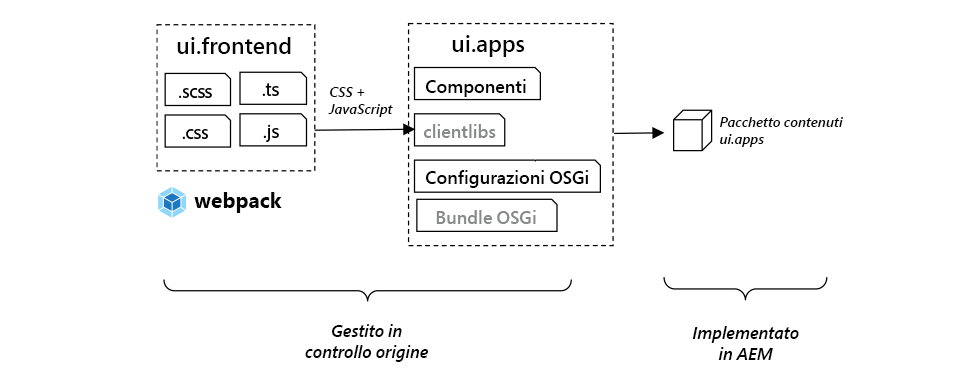 ui.frontend
.scss
.ts
.css
.js
webpack
CSS +
JavaScript
ui.apps
Componenti
clientlibs
Configurazioni OSGi
Bundle OSGi
Pacchetto contenuti
ui.apps
Gestito in
controllo origine
Implementato
in AEM